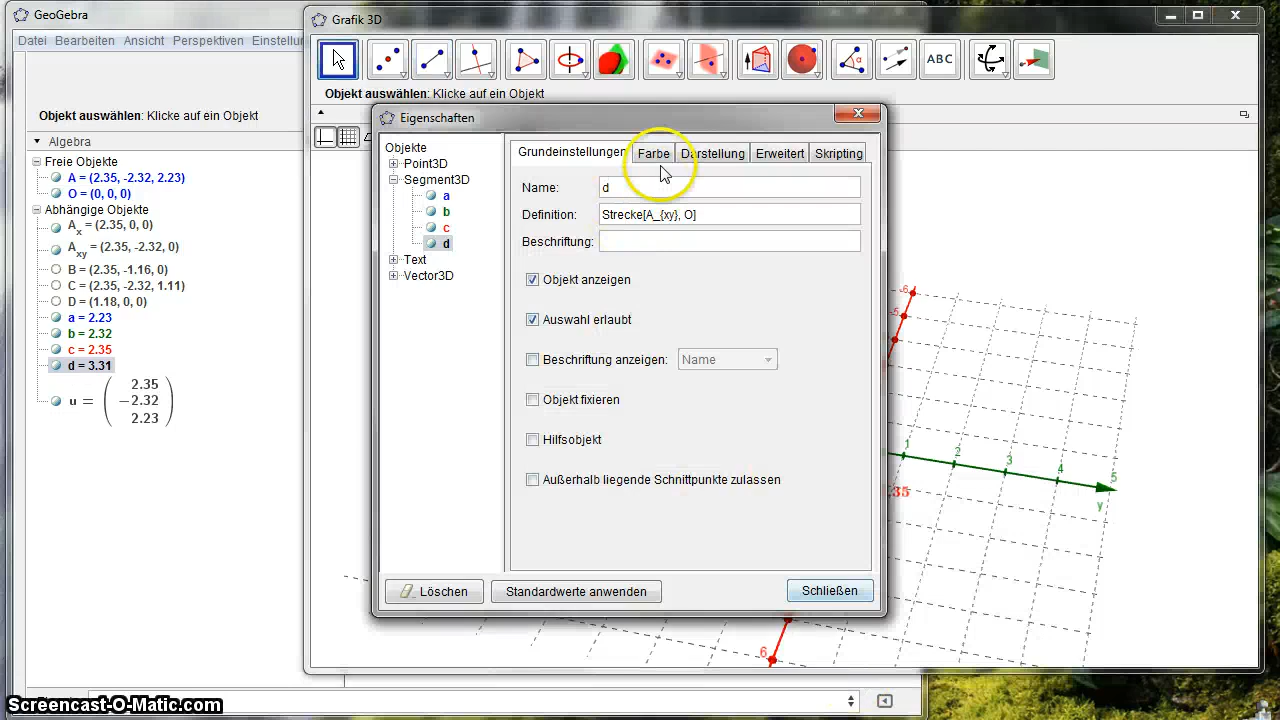 GeoGebra
Datei Bearbeiten Ansicht Perspektiven Einstellur
Objekt auswählen: Klicke auf ein Objekt
Algebra
Freie Objekte
A = (2.35, -2.32, 2.23)
O = (0, 0, 0)
Abhängige Objekte
Ax = (2.35, 0, 0)
Axy = (2.35, -2.32, 0)
B = (2.35, -1.16, 0)
C = (2.35, -2.32, 1.11)
D = (1.18, 0, 0)
a = 2.23
b = 2.32
c = 2.35
d = 3.31
2.35
u = −2.32
2.23
Grafik 3D
ABC
Objekt auswählen: Klicke auf ein Objekt
Eigenschaften
Objekte
Point3D
Segment3D
a
b
c
d
Text
Vector3D
Grundeinstellungen Farbe Darstellung Erweitert Skripting
Name: d
Definition: Strecke[A_{xy}, O]
Beschriftung:
Objekt anzeigen
Auswahl erlaubt
Beschriftung anzeigen: Name
Objekt fixieren
Hilfsobjekt
Außerhalb liegende Schnittpunkte zulassen
Löschen
Standardwerte anwenden
Schließen
-6
-5
1
2
3
4
5
y
.35
6
Screencast-O-Matic.com